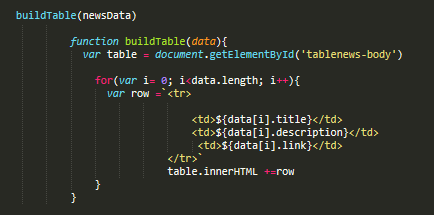 buildTable(newsData)
function buildTable(data){
var table = document.getElementById('tablenews-body')
for(var i= 0; i<data.length; i++){
var row =`<tr>
<td>${data[i].title}</td>
<td>${data[i].description}</td>
<td>${data[i].link}</td>
</tr>`
table.innerHTML +=row
}
}